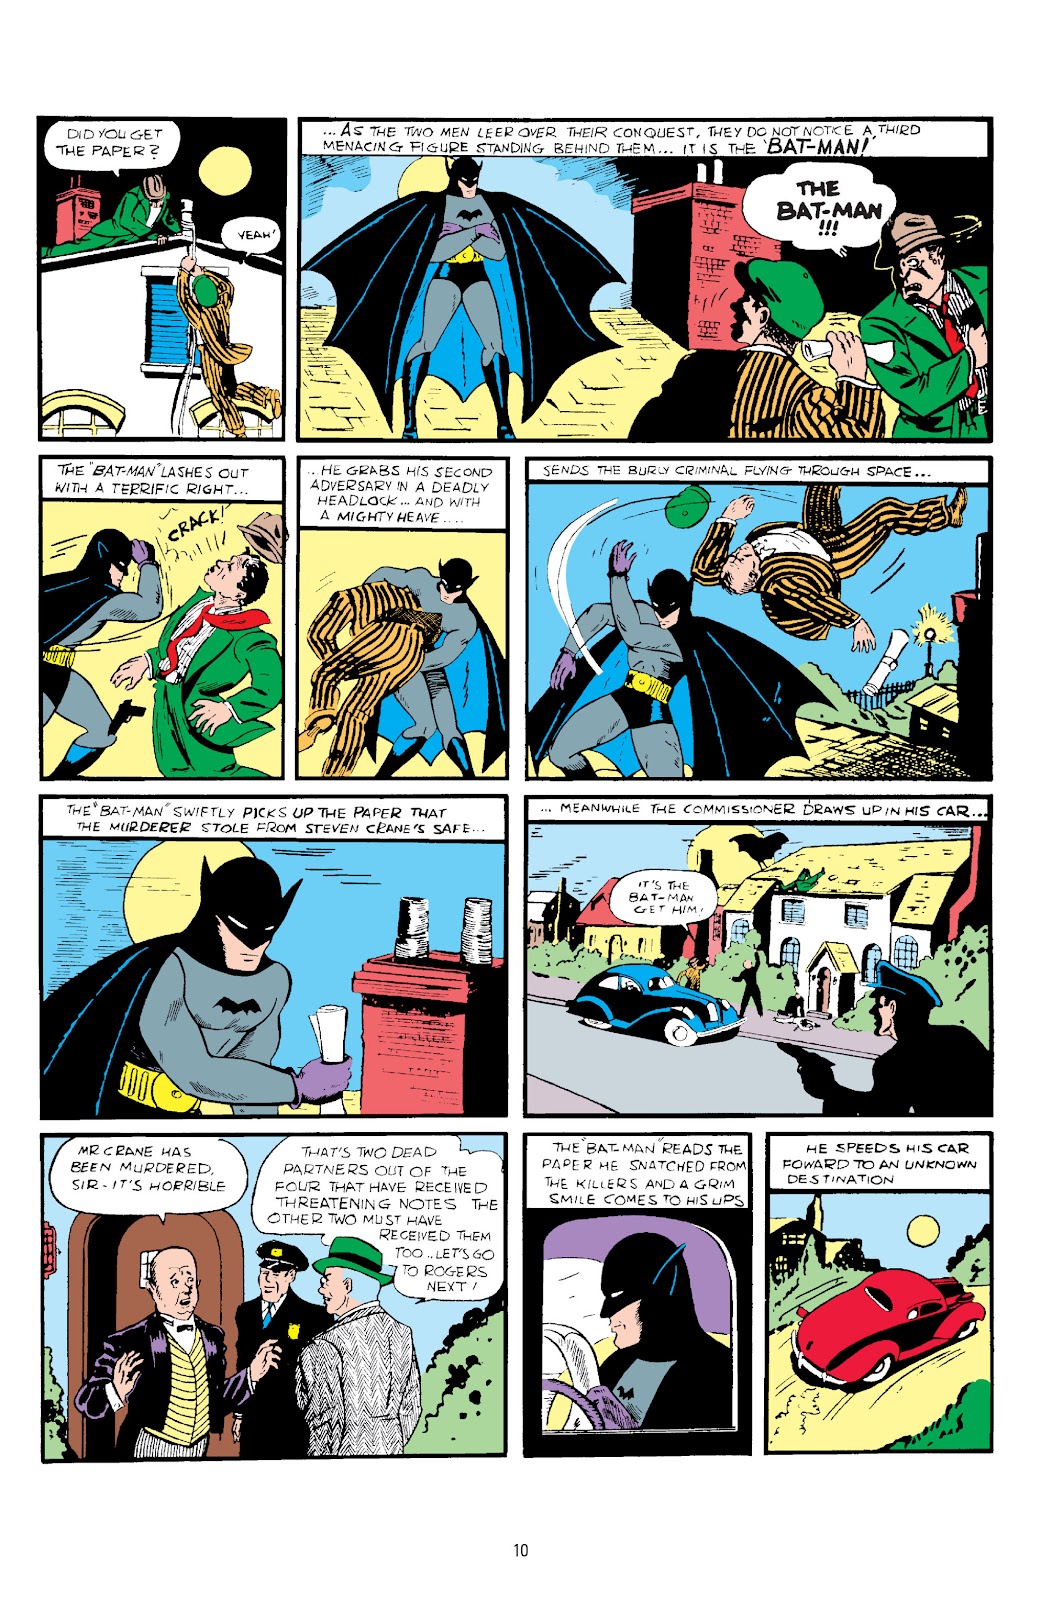 DID YOU GET
THE PAPER?
YEAH!
...AS THE TWO MEN LEER OVER THEIR CONQUEST, THEY DO NOT NOTICE A THIRD
MENACING FIGURE STANDING BEHIND THEM... IT IS THE 'BAT-MAN!'
THE
BAT-MAN
!!!
THE "BAT-MAN" LASHES OUT
WITH A TERRIFIC RIGHT...
CRACK!
...HE GRABS HIS SECOND
ADVERSARY IN A DEADLY
HEADLOCK... AND WITH
A MIGHTY HEAVE....
SENDS THE BURLY CRIMINAL FLYING THROUGH SPACE...
THE "BAT-MAN" SWIFTLY PICKS UP THE PAPER THAT
THE MURDERER STOLE FROM STEVEN CRANE'S SAFE...
... MEANWHILE THE COMMISSIONER DRAWS UP IN HIS CAR...
IT'S THE
BAT-MAN
GET HIM!
MR CRANE HAS
BEEN MURDERED,
SIR - IT'S HORRIBLE
THAT'S TWO DEAD
PARTNERS OUT OF THE
FOUR THAT HAVE RECEIVED
THREATENING NOTES THE
OTHER TWO MUST HAVE
RECEIVED THEM
TOO... LET'S GO
TO ROGERS
NEXT!
THE "BAT-MAN" READS THE
PAPER HE SNATCHED FROM
THE KILLERS AND A GRIM
SMILE COMES TO HIS LIPS
HE SPEEDS HIS CAR
FOWARD TO AN UNKNOWN
DESTINATION
10